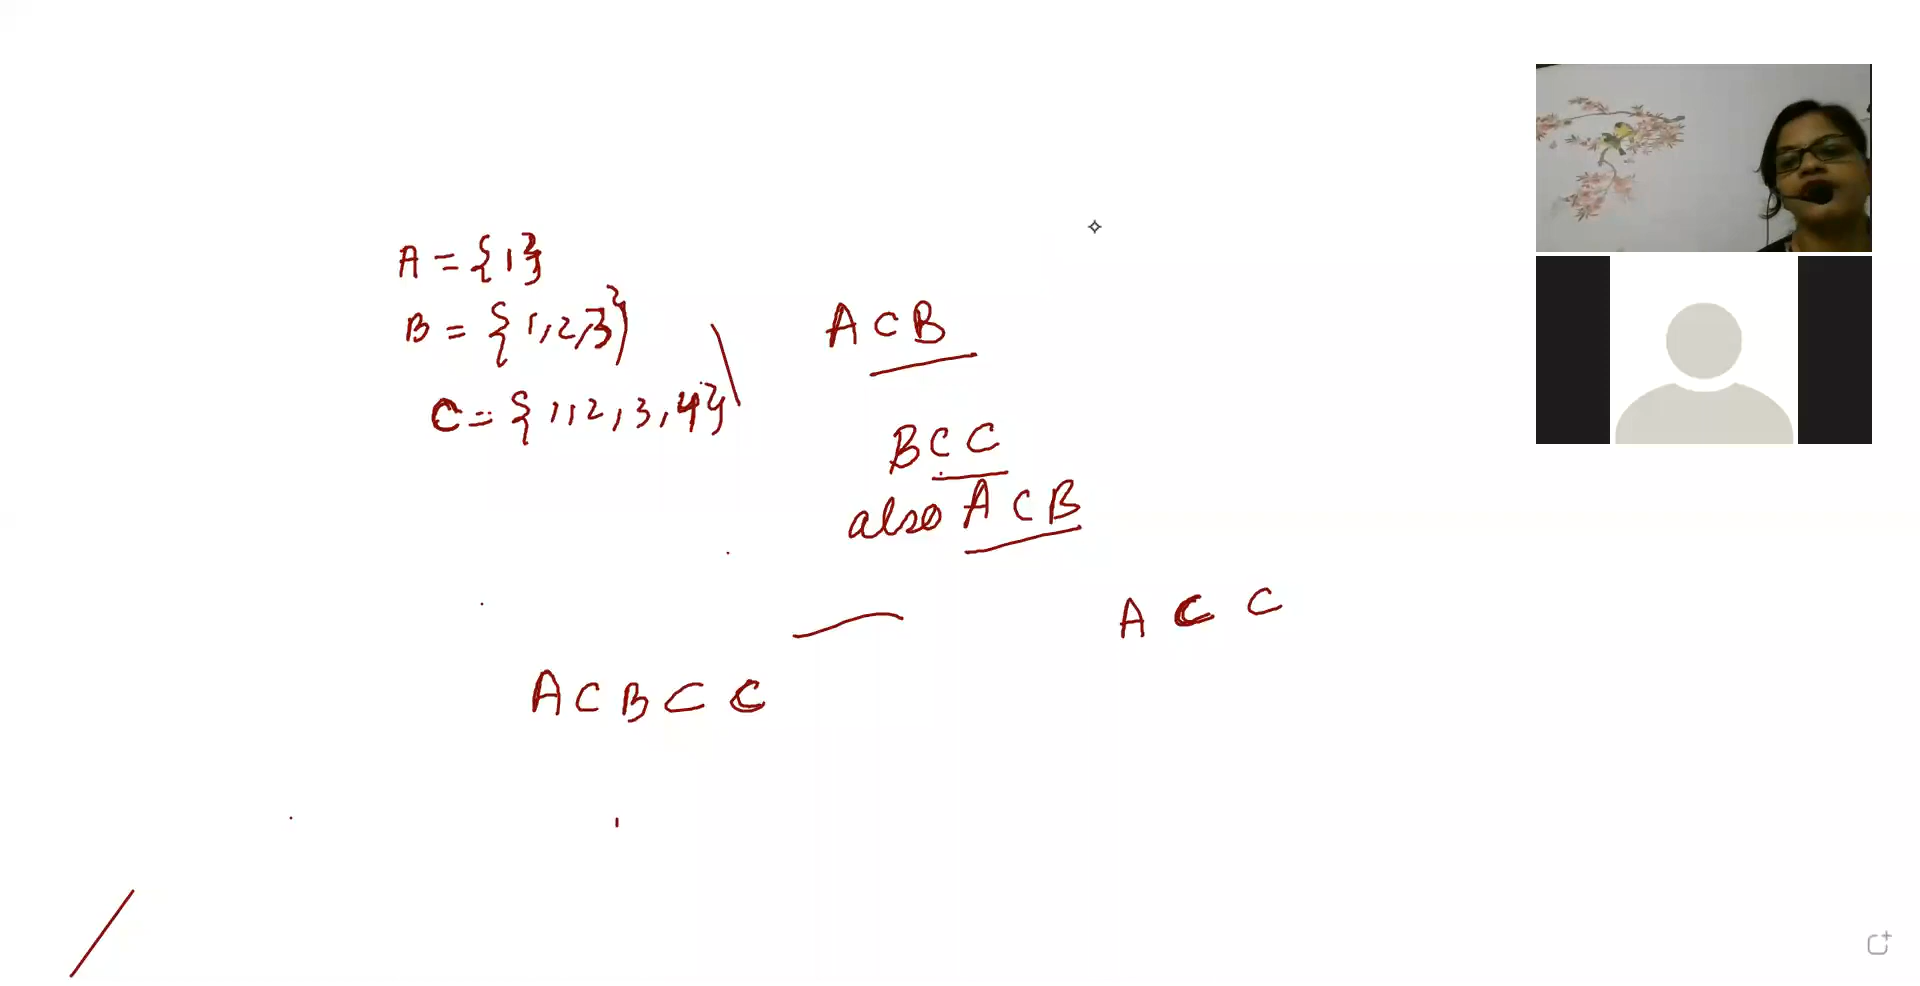 A = {1}
B = {1,2,3}
C = {1,2,3,4}
A ⊂ B
B ⊂ C
also A ⊂ B
A ⊂ C
A ⊂ B ⊂ C